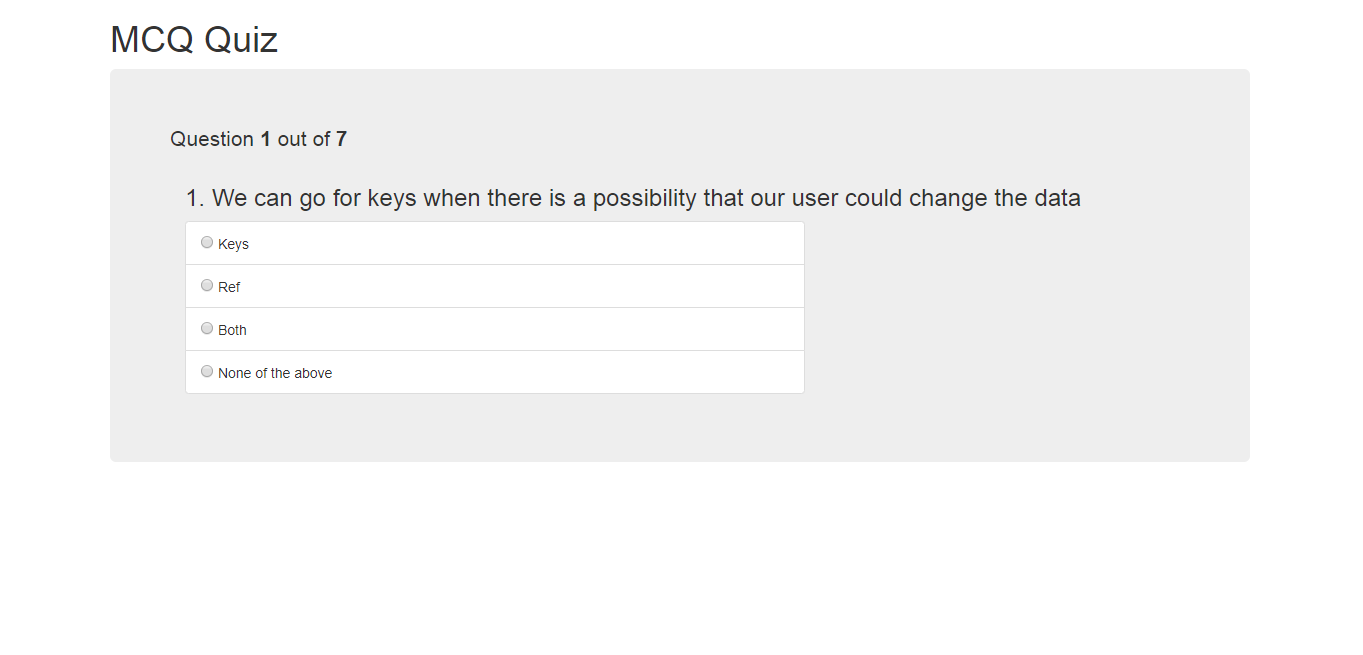 MCQ Quiz
Question 1 out of 7
1. We can go for keys when there is a possibility that our user could change the data
Keys
Ref
Both
None of the above